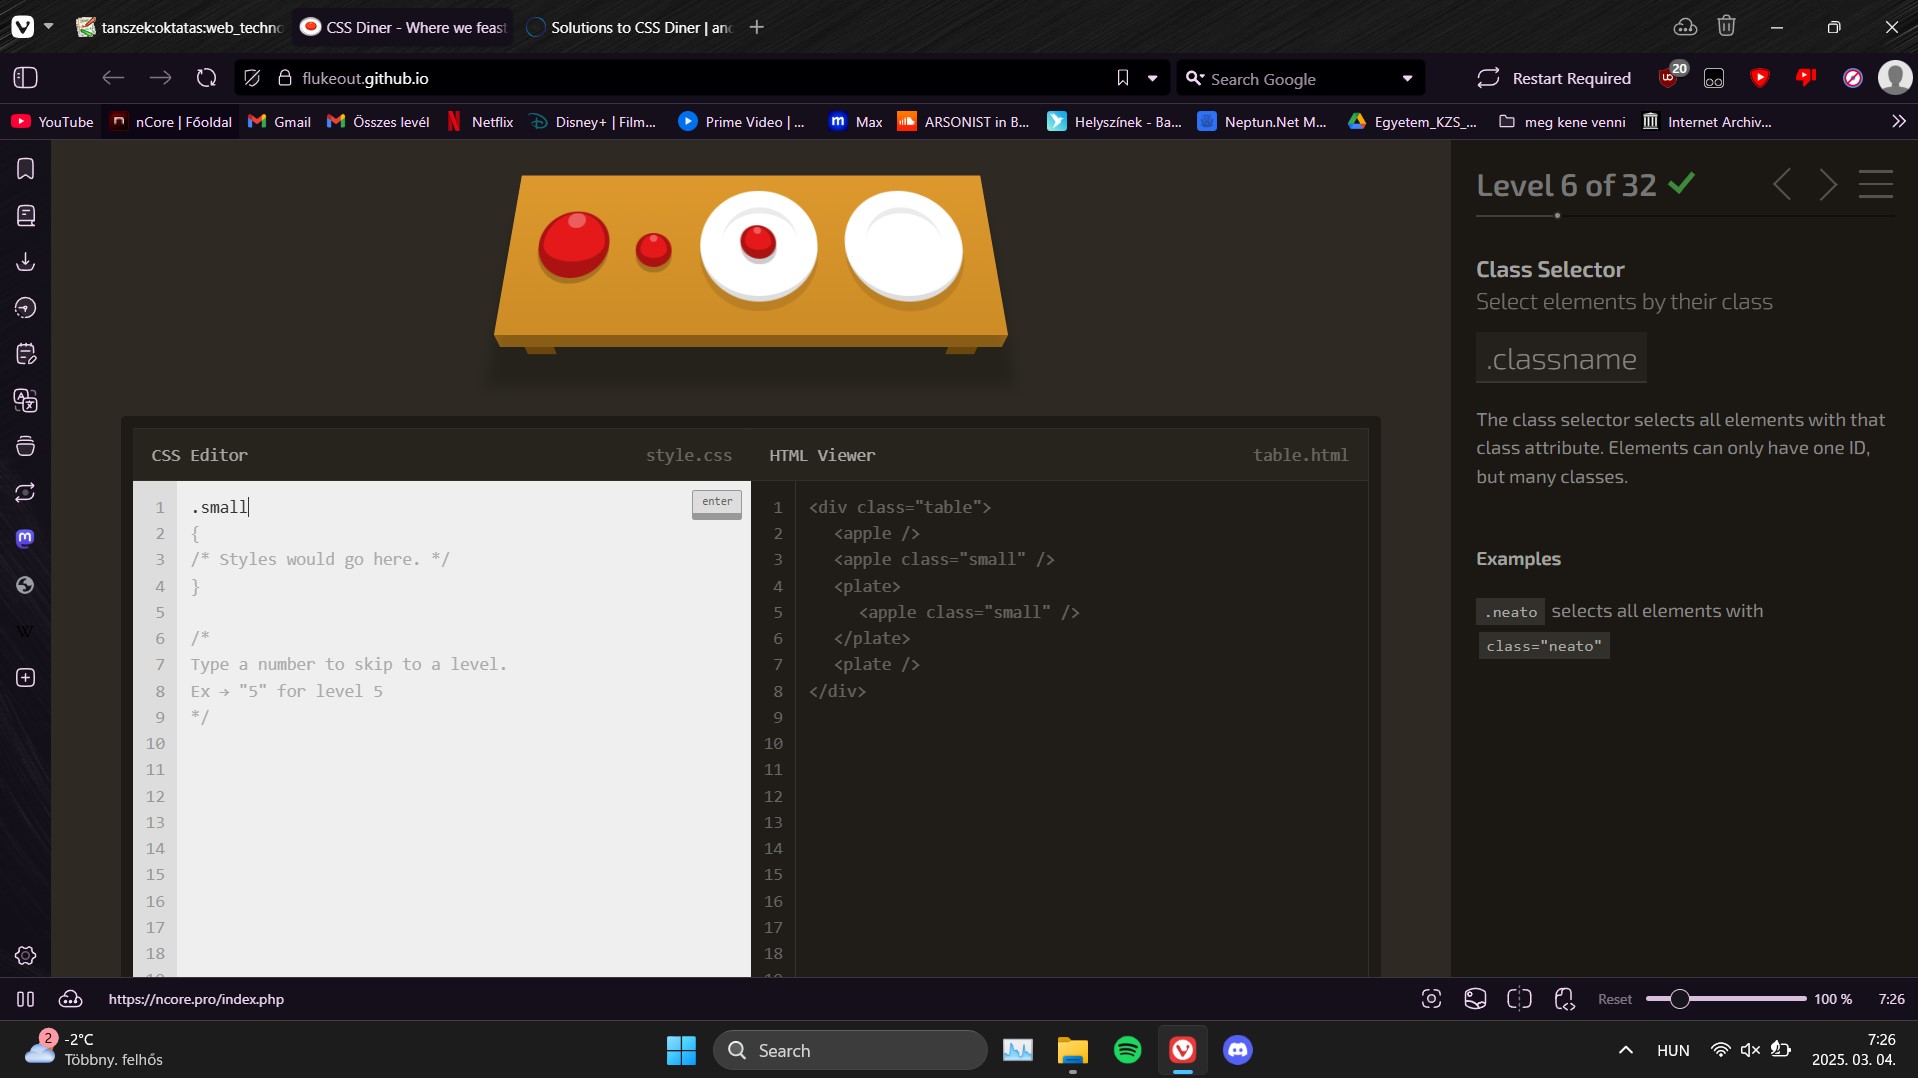 tanszek:oktatas:web_techno
CSS Diner - Where we feast
Solutions to CSS Diner | and
flukeout.github.io
Search Google
Restart Required
20
YouTube
nCore | Főoldal
Gmail
Összes levél
Netflix
Disney+ | Film...
Prime Video | ...
Max
ARSONIST in B...
Helyszínek - Ba...
Neptun.Net M...
Egyetem_KZS_...
meg kene venni
Internet Archiv...
Level 6 of 32
Class Selector
Select elements by their class
.classname
The class selector selects all elements with that
class attribute. Elements can only have one ID,
but many classes.
Examples
.neato selects all elements with
class="neato"
CSS Editor
style.css
HTML Viewer
table.html
enter
1 .small
2 {
3 /* Styles would go here. */
4 }
5
6 /*
7 Type a number to skip to a level.
8 Ex → "5" for level 5
9 */
10
11
12
13
14
15
16
17
18
1 <div class="table">
2 <apple />
3 <apple class="small" />
4 <plate>
5 <apple class="small" />
6 </plate>
7 <plate />
8 </div>
9
10
11
12
13
14
15
16
17
18
https://ncore.pro/index.php
Reset
100 %
7:26
2
-2°C
Többny. felhős
Search
HUN
7:26
2025. 03. 04.